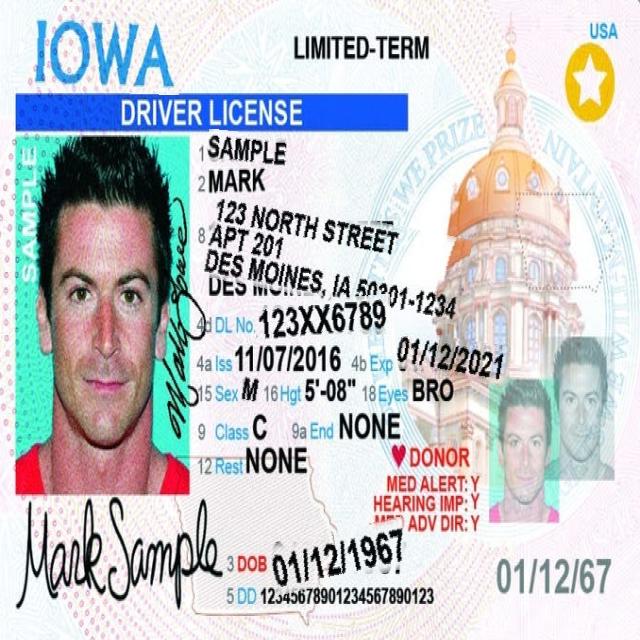 IOWA
LIMITED-TERM
USA
DRIVER LICENSE
SAMPLE
1 SAMPLE
2 MARK
8 123 NORTH STREET
APT 201
DES MOINES, IA 50301-1234
4d DL No. 123XX6789
4a Iss 11/07/2016 4b Exp 01/12/2021
15 Sex M 16 Hgt 5'-08" 18 Eyes BRO
9 Class C 9a End NONE
12 Rest NONE
♥ DONOR
MED ALERT: Y
HEARING IMP: Y
MED ADV DIR: Y
Mark Sample
3 DOB 01/12/1967
01/12/67
5 DD 12345678901234567890123
WE PRIZE